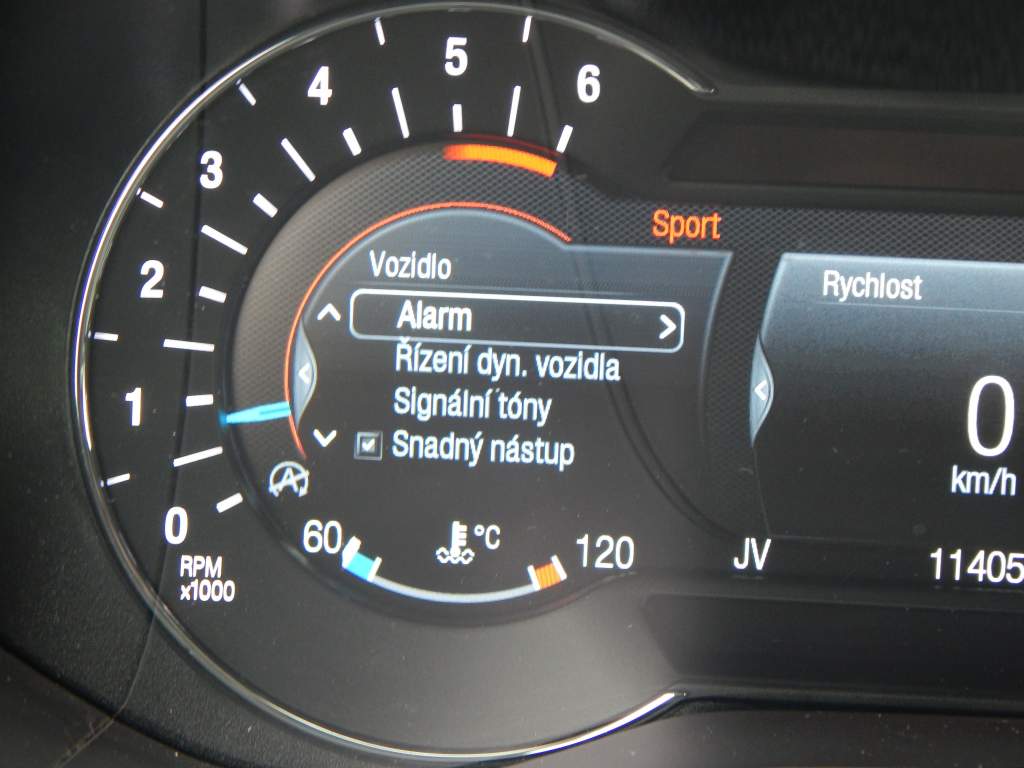 6
5
4
3
2
1
0
RPM
x1000
Sport
Vozidlo
Alarm
Řízení dyn. vozidla
Signální tóny
Snadný nástup
60
°C
120
Rychlost
0
km/h
JV
11405